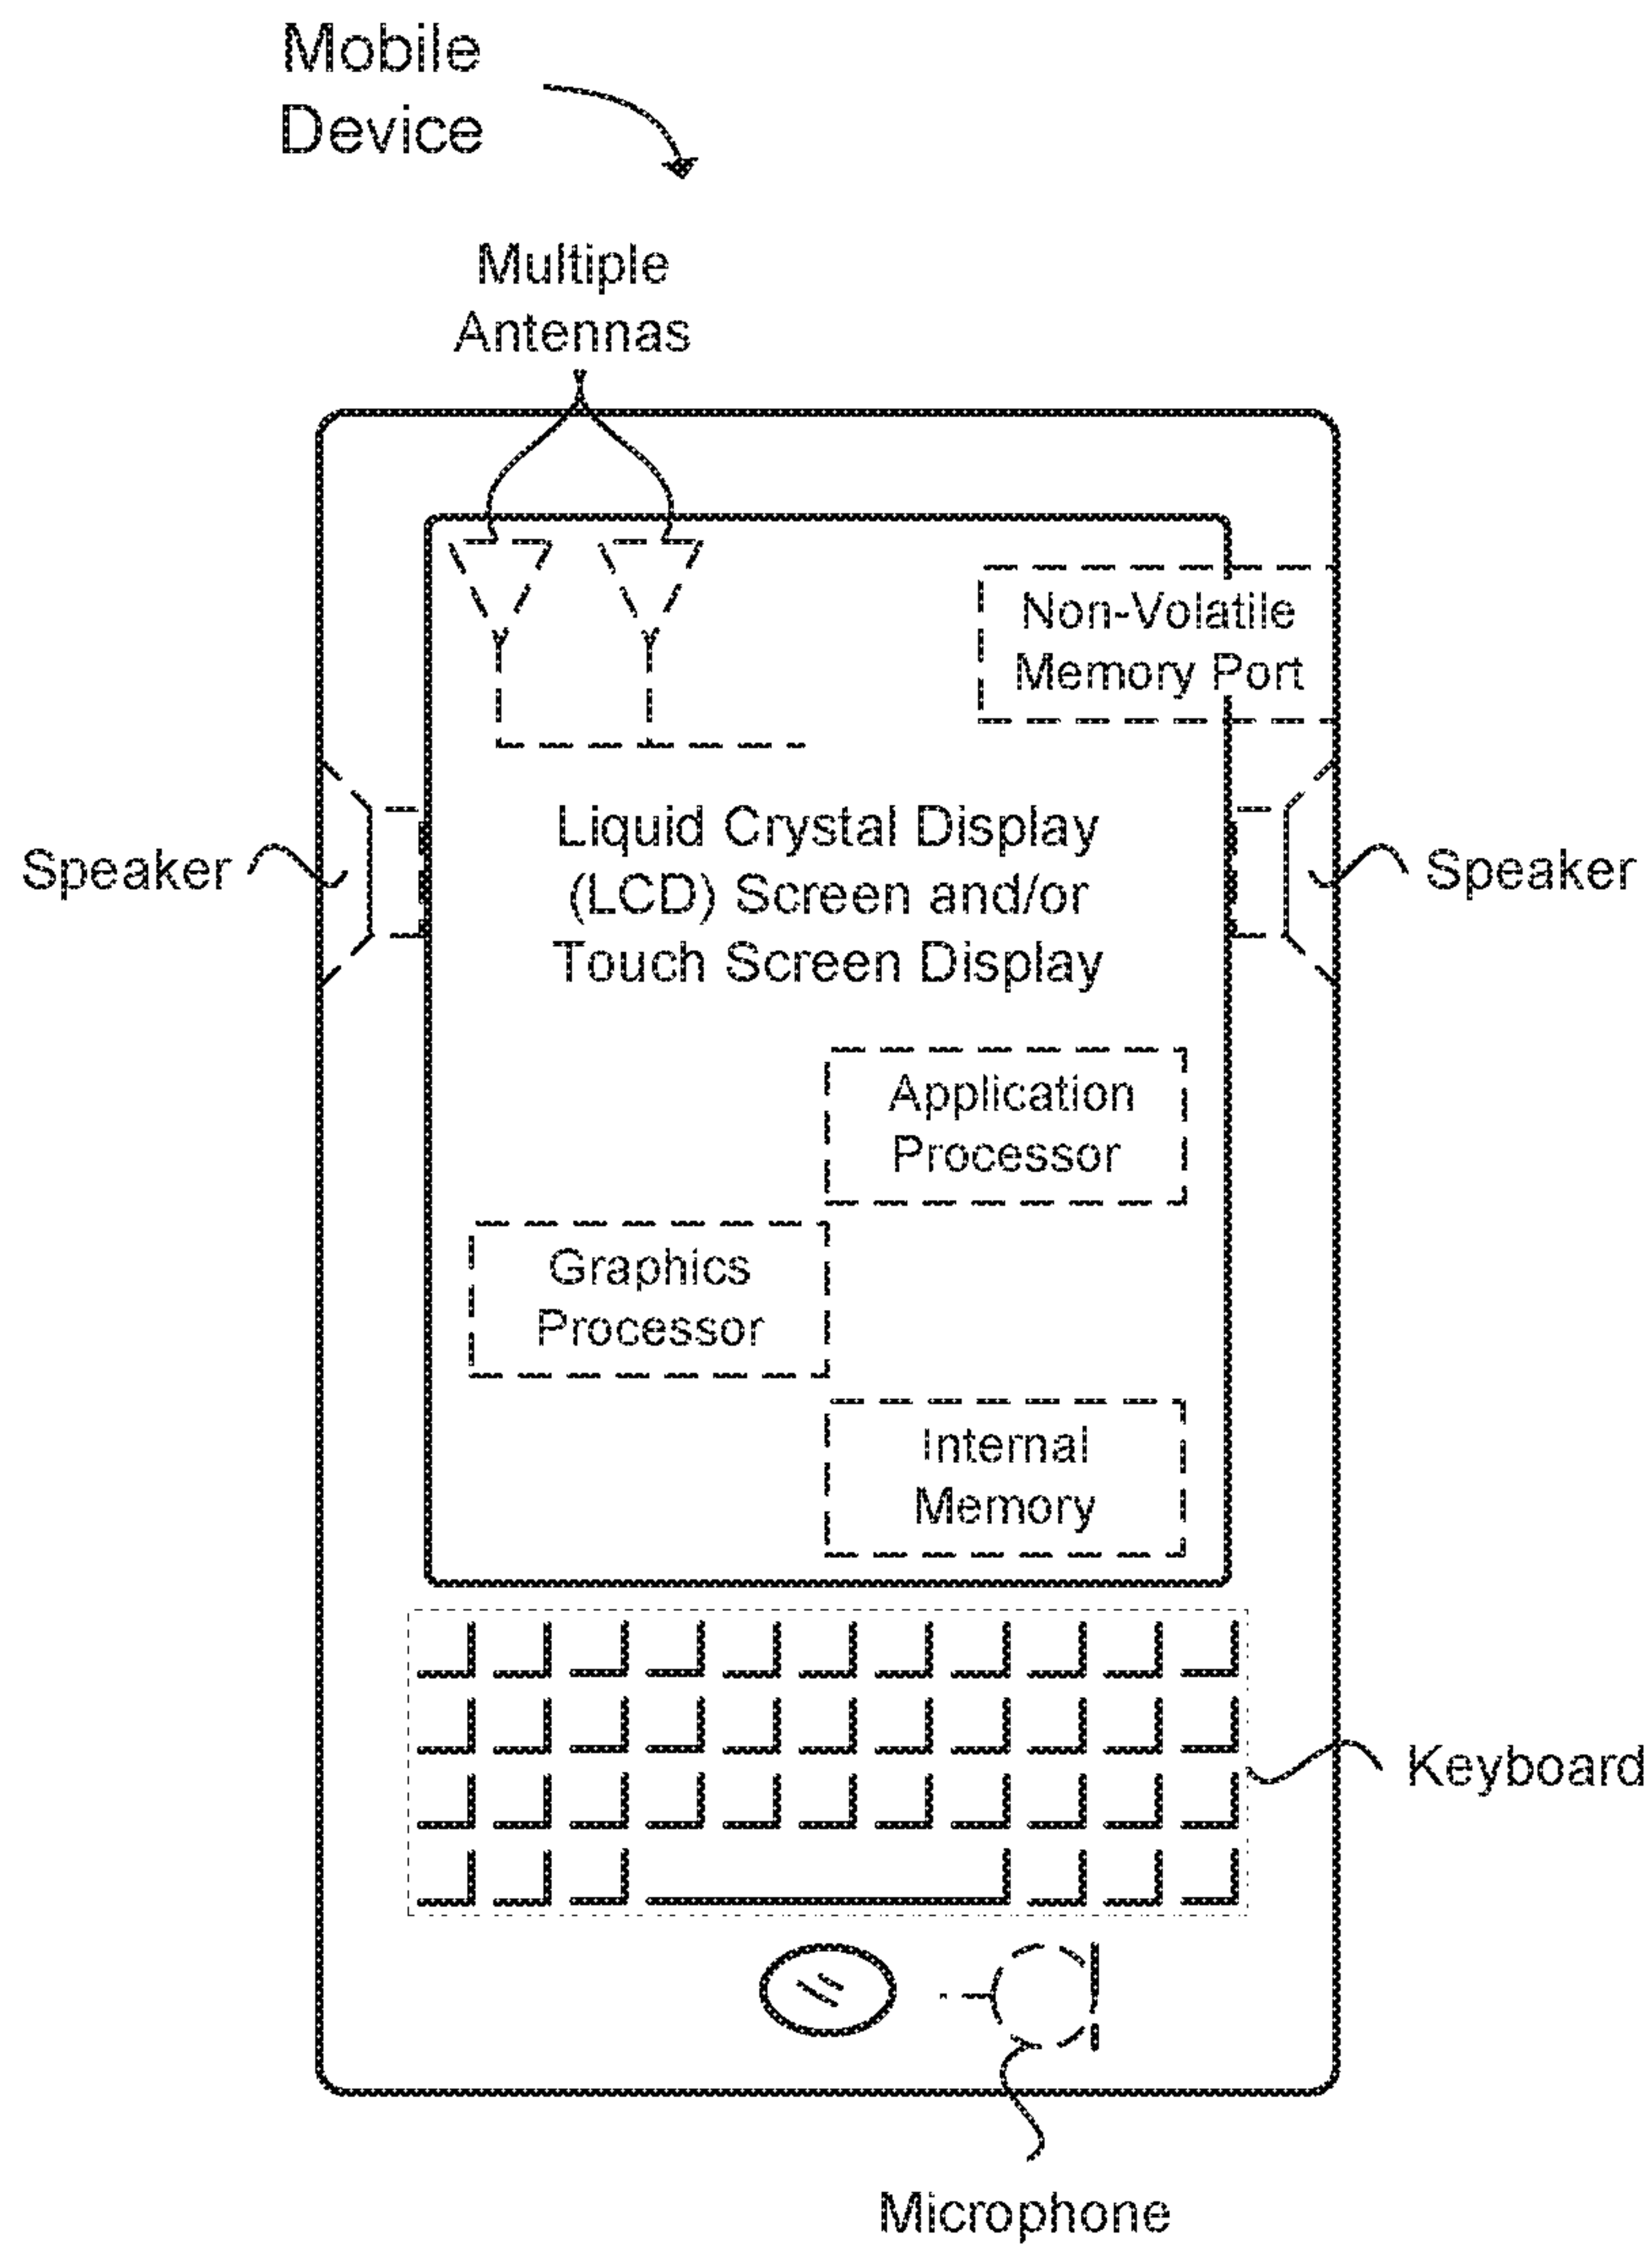 Mobile
Device
Multiple
Antennas
Non-Volatile
Memory Port
Speaker
Liquid Crystal Display
(LCD) Screen and/or
Touch Screen Display
Speaker
Application
Processor
Graphics
Processor
Internal
Memory
Keyboard
Microphone